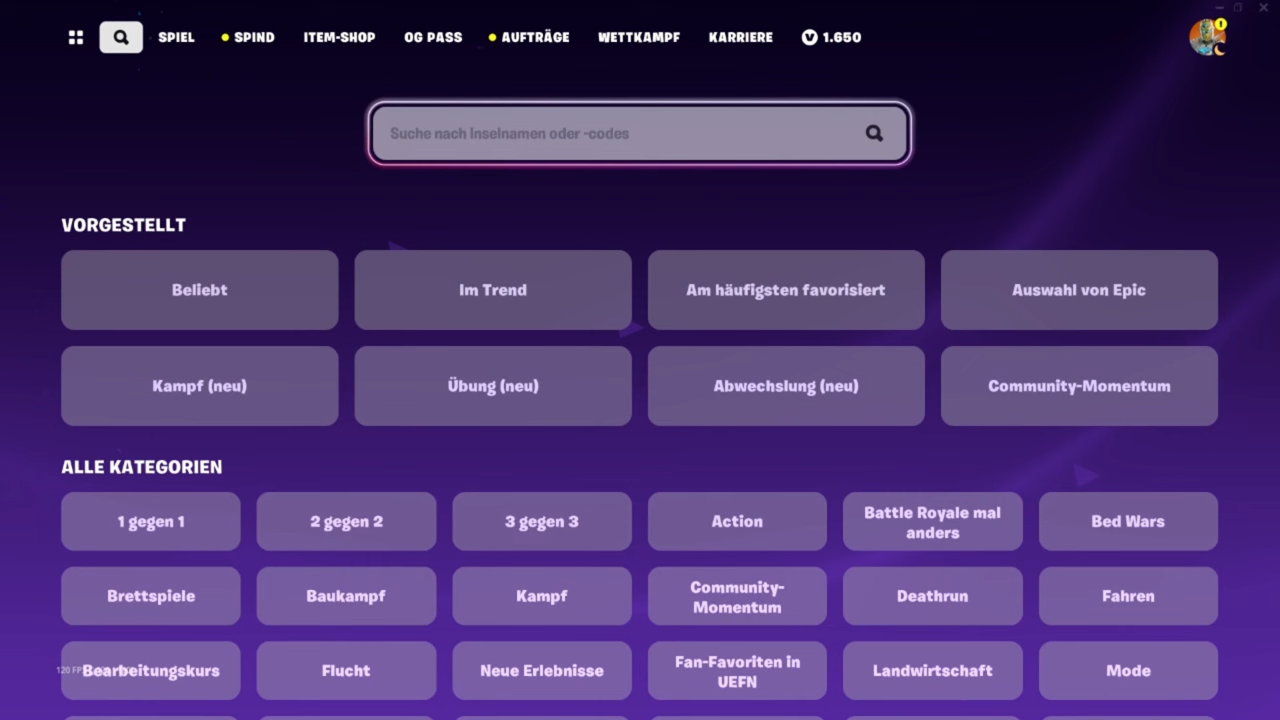 SPIEL
SPIND
ITEM-SHOP
OG PASS
AUFTRÄGE
WETTKAMPF
KARRIERE
1.650
Suche nach Inselnamen oder -codes
VORGESTELLT
Beliebt
Im Trend
Am häufigsten favorisiert
Auswahl von Epic
Kampf (neu)
Übung (neu)
Abwechslung (neu)
Community-Momentum
ALLE KATEGORIEN
1 gegen 1
2 gegen 2
3 gegen 3
Action
Battle Royale mal
anders
Bed Wars
Brettspiele
Baukampf
Kampf
Community-
Momentum
Deathrun
Fahren
120 FPS
Bearbeitungskurs
Flucht
Neue Erlebnisse
Fan-Favoriten in
UEFN
Landwirtschaft
Mode